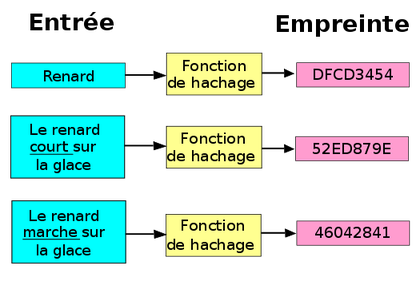 Entrée
Empreinte
Renard
Fonction
de hachage
DFCD3454
Le renard
court sur
la glace
Fonction
de hachage
52ED879E
Le renard
marche sur
la glace
Fonction
de hachage
46042841